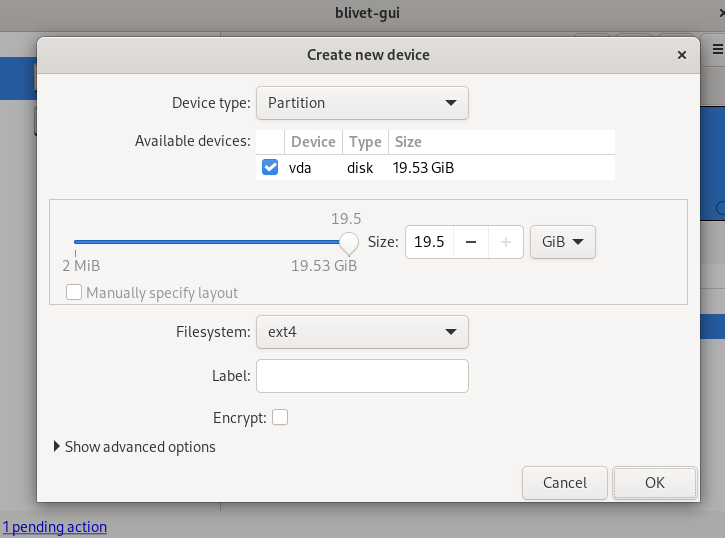 blivet-gui
Create new device
Device type: Partition
Available devices:
Device Type Size
vda disk 19.53 GiB
19.5
Size: 19.5 GiB
2 MiB 19.53 GiB
Manually specify layout
Filesystem: ext4
Label:
Encrypt:
Show advanced options
Cancel OK
1 pending action